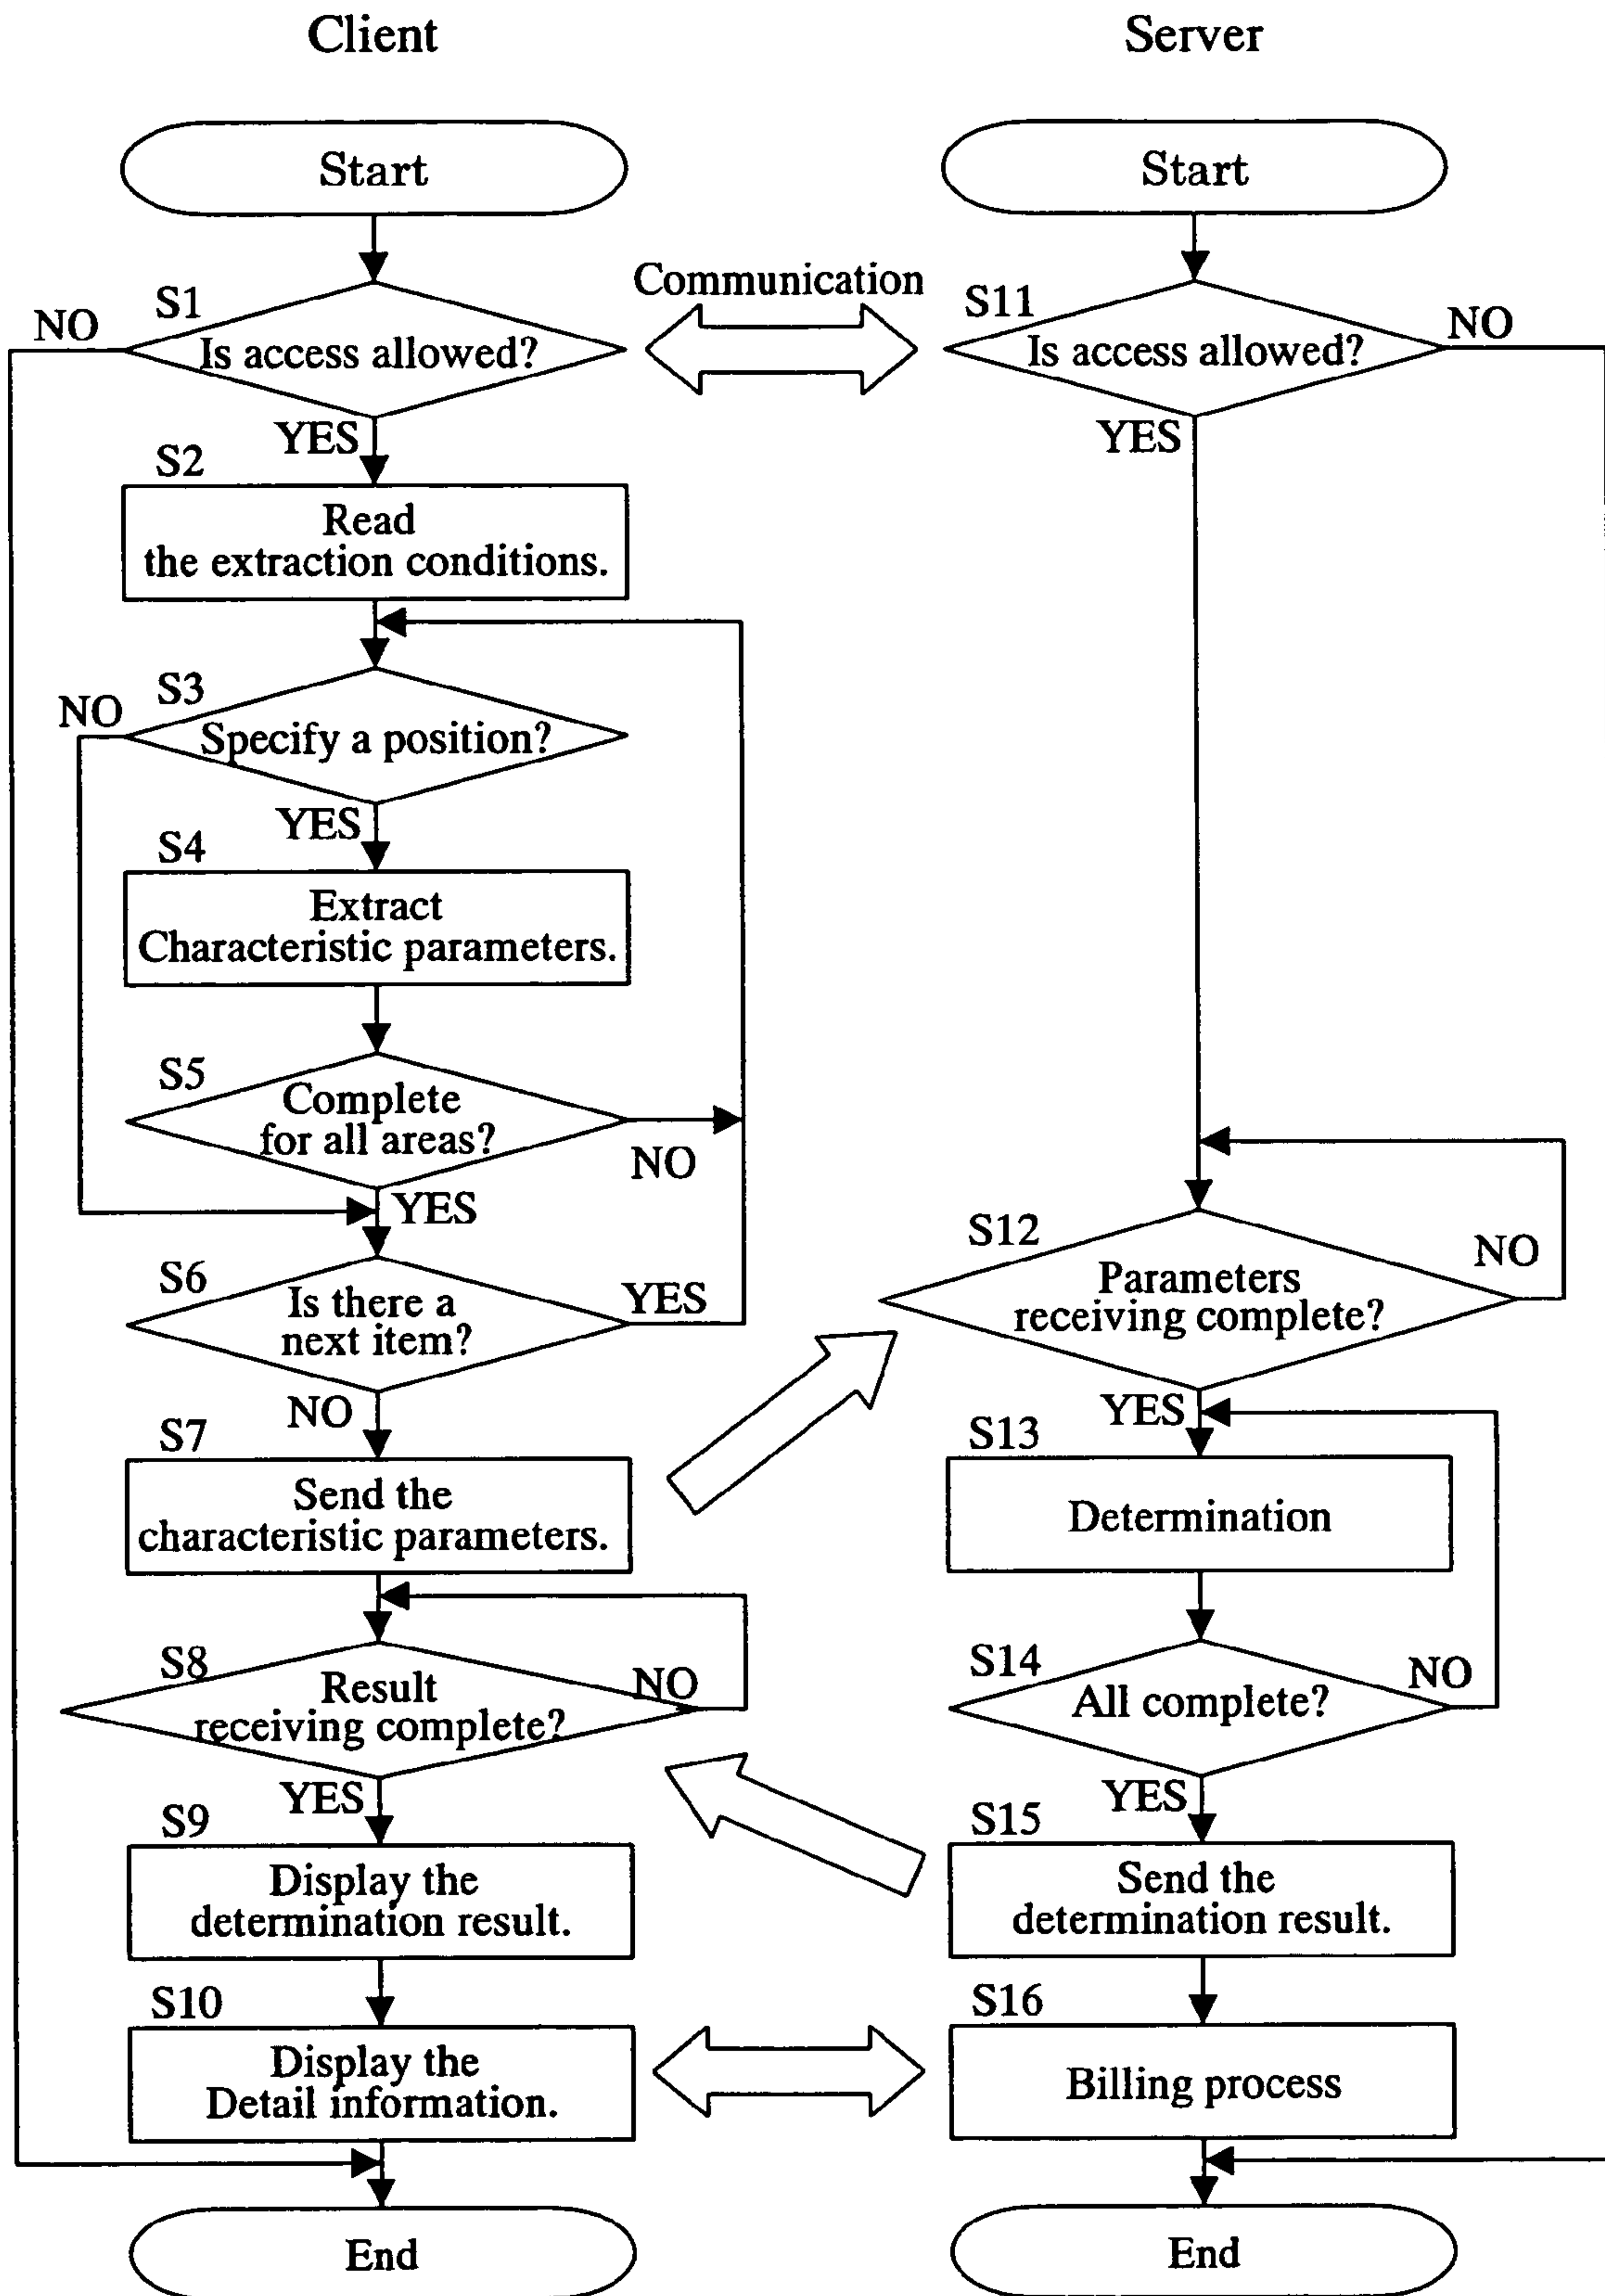 Client
Server
Start
Start
Communication
S1
NO
Is access allowed?
YES
S11
NO
Is access allowed?
YES
S2
Read
the extraction conditions.
S3
NO
Specify a position?
YES
S4
Extract
Characteristic parameters.
S5
Complete
for all areas?
NO
YES
S6
Is there a
next item?
YES
NO
S7
Send the
characteristic parameters.
S8
Result
receiving complete?
NO
YES
S9
Display the
determination result.
S10
Display the
Detail information.
End
S12
Parameters
receiving complete?
NO
YES
S13
Determination
S14
All complete?
NO
YES
S15
Send the
determination result.
S16
Billing process
End